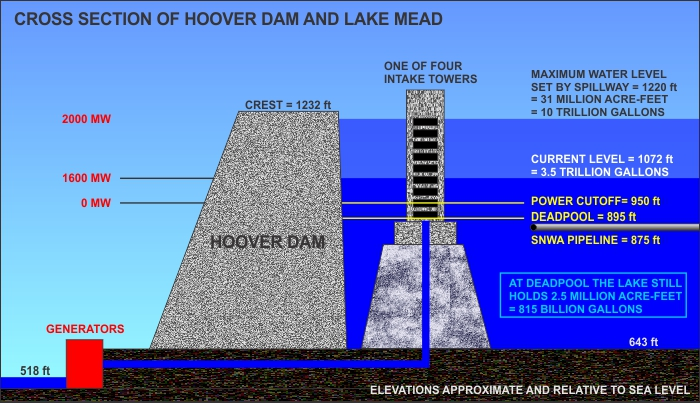 CROSS SECTION OF HOOVER DAM AND LAKE MEAD
ONE OF FOUR
INTAKE TOWERS
MAXIMUM WATER LEVEL
SET BY SPILLWAY = 1220 ft
= 31 MILLION ACRE-FEET
= 10 TRILLION GALLONS
CREST = 1232 ft
2000 MW
CURRENT LEVEL = 1072 ft
= 3.5 TRILLION GALLONS
1600 MW
0 MW
POWER CUTOFF= 950 ft
DEADPOOL = 895 ft
SNWA PIPELINE = 875 ft
HOOVER DAM
AT DEADPOOL THE LAKE STILL
HOLDS 2.5 MILLION ACRE-FEET
= 815 BILLION GALLONS
GENERATORS
643 ft
518 ft
ELEVATIONS APPROXIMATE AND RELATIVE TO SEA LEVEL